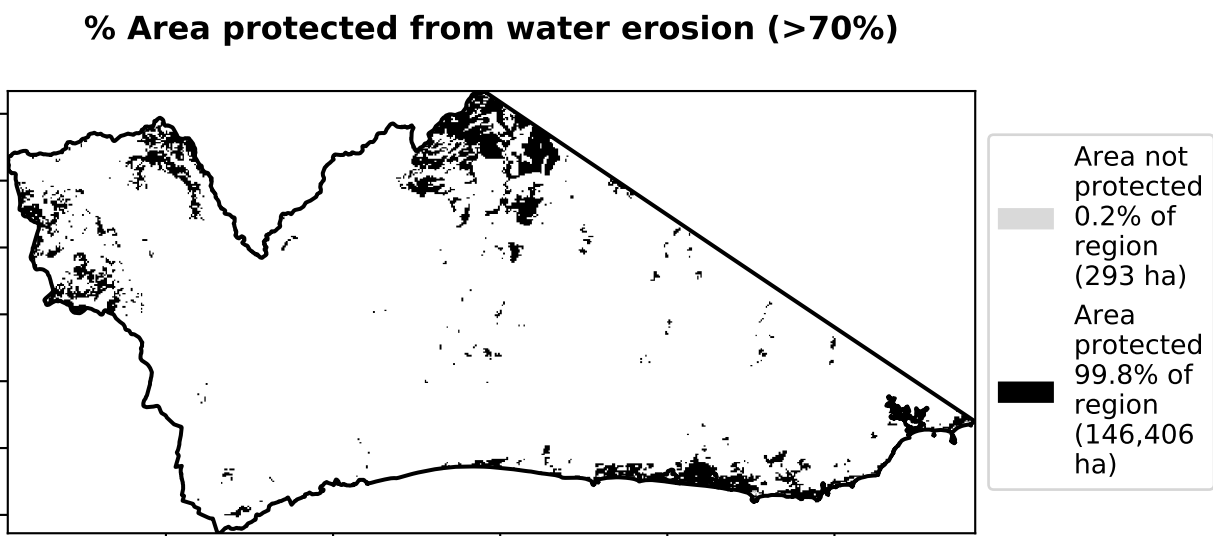 % Area protected from water erosion (>70%)
Area not
protected
0.2% of
region
(293 ha)
Area
protected
99.8% of
region
(146,406
ha)